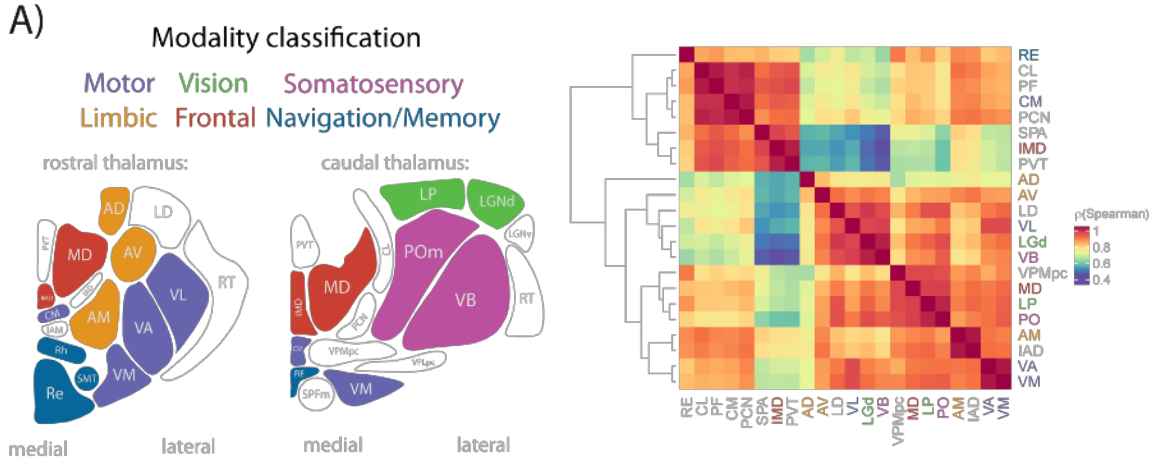 A)
Modality classification
Motor Vision Somatosensory
Limbic Frontal Navigation/Memory
rostral thalamus:
caudal thalamus:
AD
LD
PVT
MD
AV
RT
IMD
CM
IAM
AM
VA
VL
Rh
Re
SMT
VM
medial
lateral
LP
LGNd
LGNv
PVT
CL
POm
MD
IMD
VB
RT
PCN
CM
VPMpc
VPLpc
RE
SPFm
VM
medial
lateral
RE
CL
PF
CM
PCN
SPA
IMD
PVT
AD
AV
LD
VL
LGd
VB
VPMpc
MD
LP
PO
AM
IAD
VA
VM
RE CL PF CM PCN SPA IMD PVT AD AV LD VL LGd VB VPMpc MD LP PO AM IAD VA VM
ρ(Spearman)
1
0.8
0.6
0.4